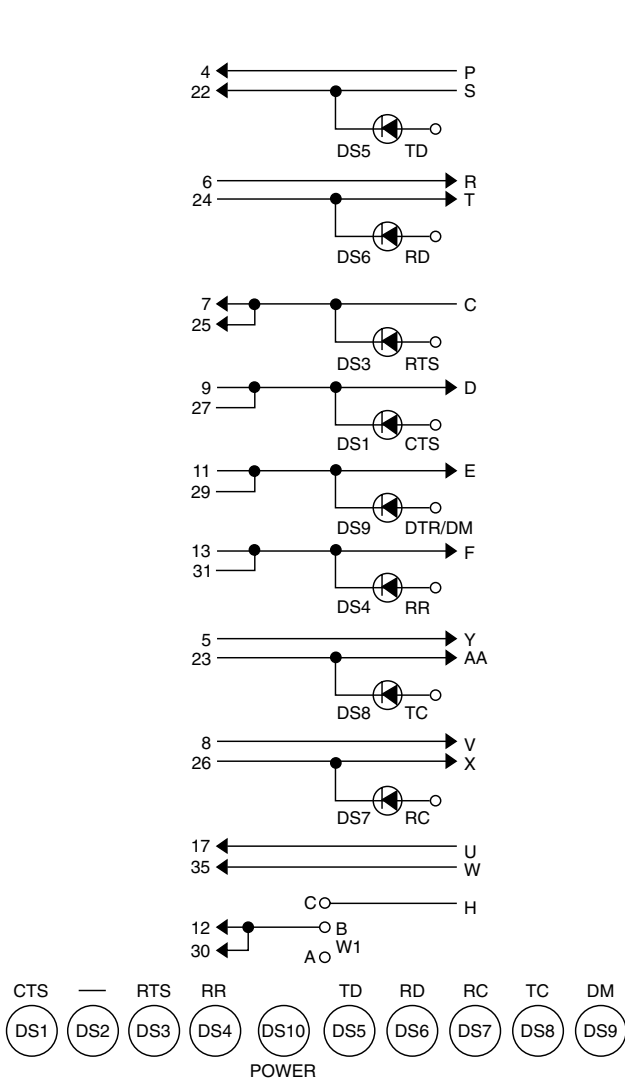 4 P
22 S
DS5 TD
6 R
24 T
DS6 RD
7 C
25
DS3 RTS
9 D
27
DS1 CTS
11 E
29
DS9 DTR/DM
13 F
31
DS4 RR
5 Y
23 AA
DS8 TC
8 V
26 X
DS7 RC
17 U
35 W
C H
12 B
W1
30 A
CTS — RTS RR TD RD RC TC DM
DS1 DS2 DS3 DS4 DS10 DS5 DS6 DS7 DS8 DS9
POWER